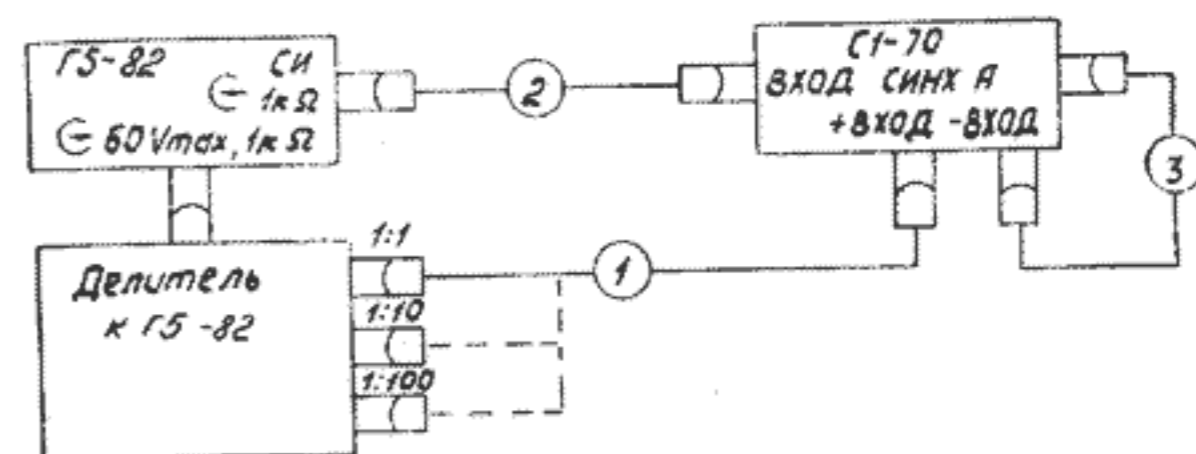 Г5-82 СИ
1к Ω
60 Vmax, 1к Ω
2
С1-70
ВХОД СИНХ А
+ВХОД -ВХОД
3
Делитель
к Г5-82
1:1
1:10
1:100
1